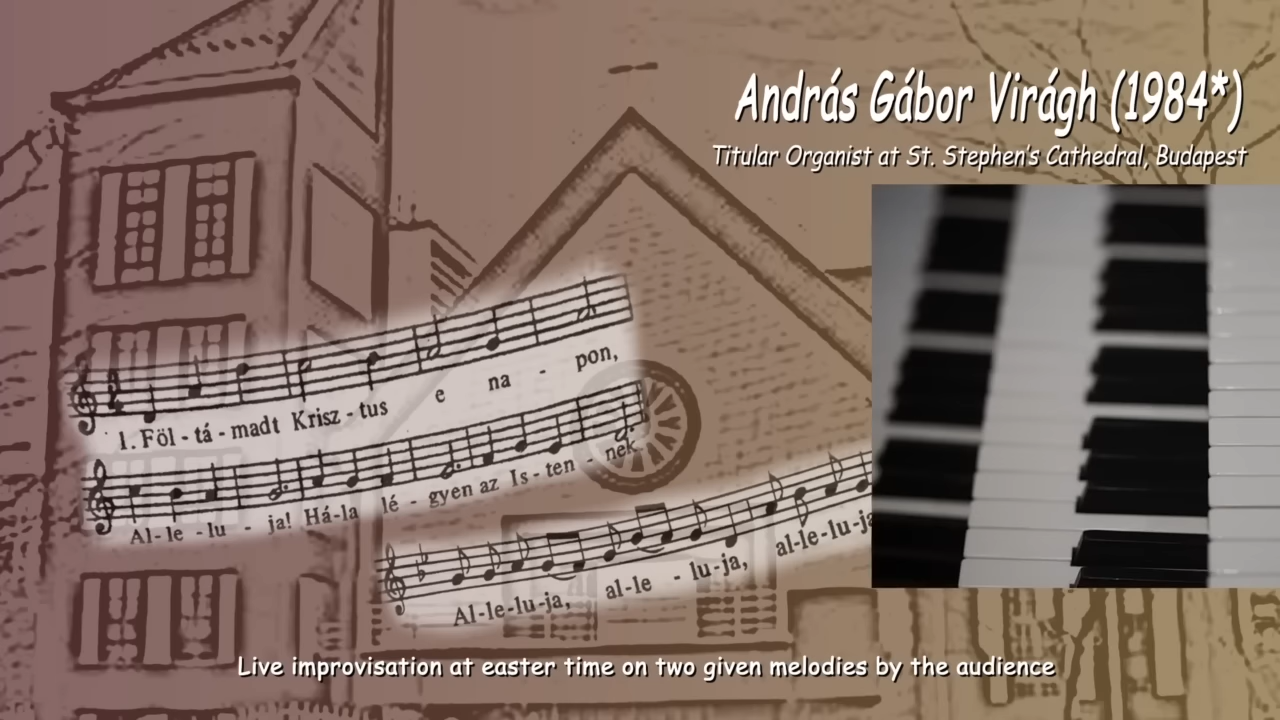 András Gábor Virágh (1984*)
Titular Organist at St. Stephen's Cathedral, Budapest
1. Föl - tá - madt Krisz - tus e na - pon,
Al - le - lu - ja! Há-la lé - gyen az Is - ten - nek.
Al-le-lu-ja, al-le - lu-ja, al-le-lu-ja
Live improvisation at easter time on two given melodies by the audience